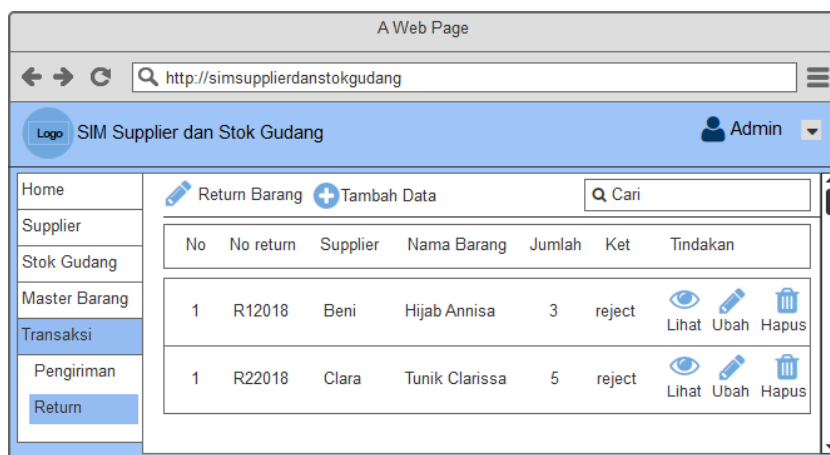 A Web Page
http://simsupplierdanstokgudang
Logo SIM Supplier dan Stok Gudang Admin
Home
Supplier
Stok Gudang
Master Barang
Transaksi
Pengiriman
Return
Return Barang Tambah Data Cari
No No return Supplier Nama Barang Jumlah Ket Tindakan
1 R12018 Beni Hijab Annisa 3 reject Lihat Ubah Hapus
1 R22018 Clara Tunik Clarissa 5 reject Lihat Ubah Hapus